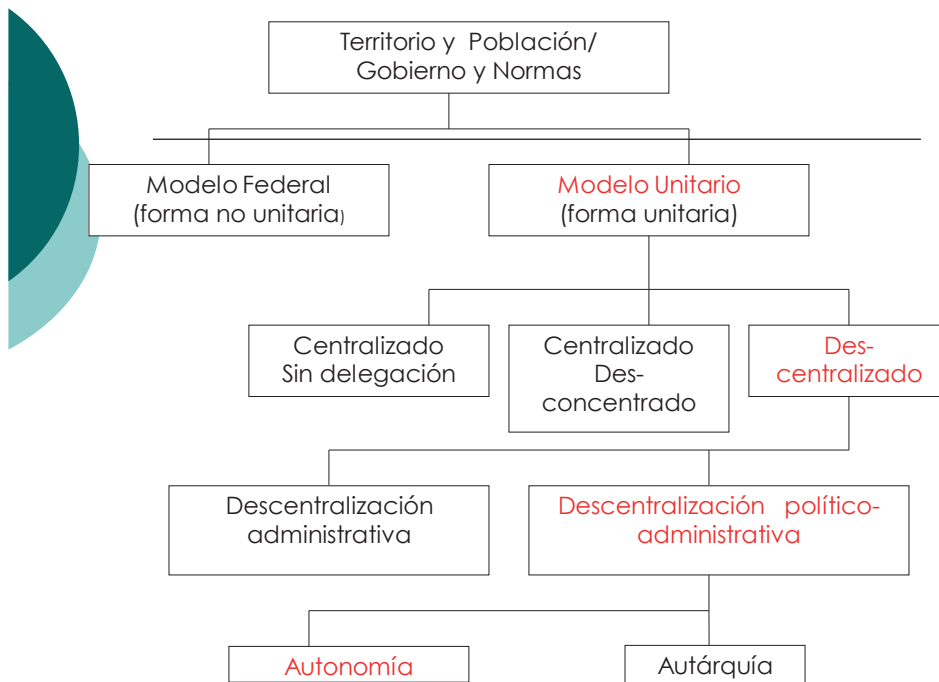 Territorio y Población/
Gobierno y Normas
Modelo Federal
(forma no unitaria)
Modelo Unitario
(forma unitaria)
Centralizado
Sin delegación
Centralizado
Des-
concentrado
Des-
centralizado
Descentralización
administrativa
Descentralización político-
administrativa
Autonomía
Autárquía